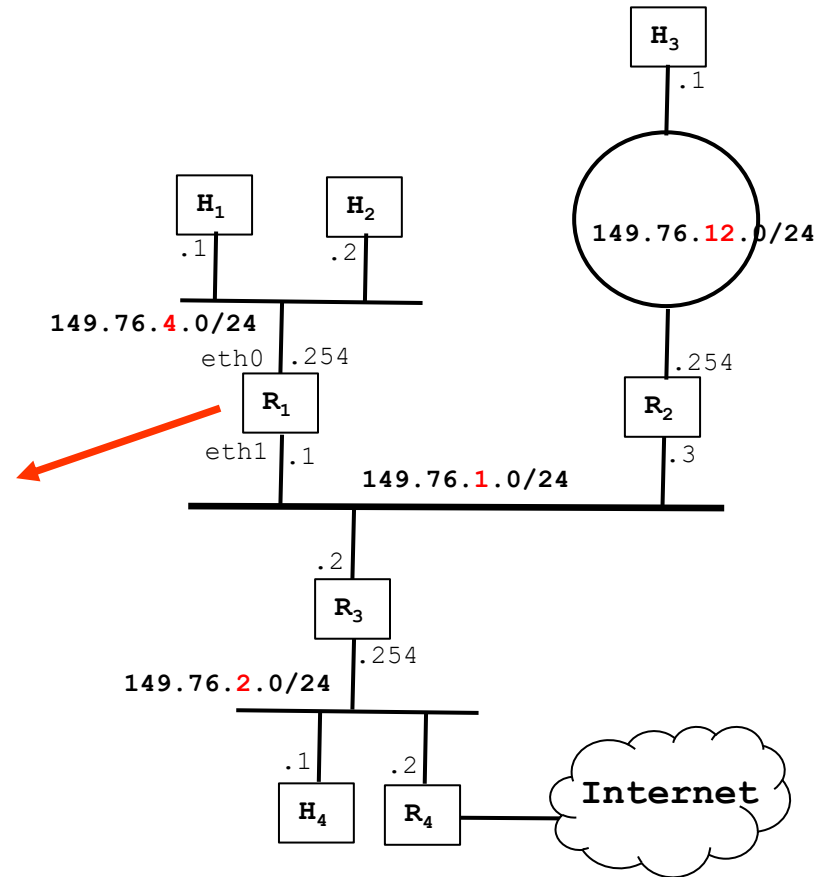 H₃
.1
H₁
H₂
.1
.2
149.76.12.0/24
149.76.4.0/24
eth0
.254
.254
R₁
R₂
eth1
.1
.3
149.76.1.0/24
.2
R₃
.254
149.76.2.0/24
.1
.2
Internet
H₄
R₄